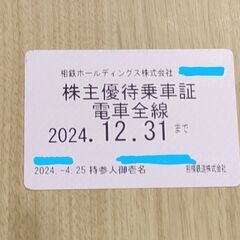 相鉄ホールディングス株式会社
株主優待乗車証
電車全線
2024.12.31まで
2024.-4.25 持参人御壱名 相模鉄道株式会社